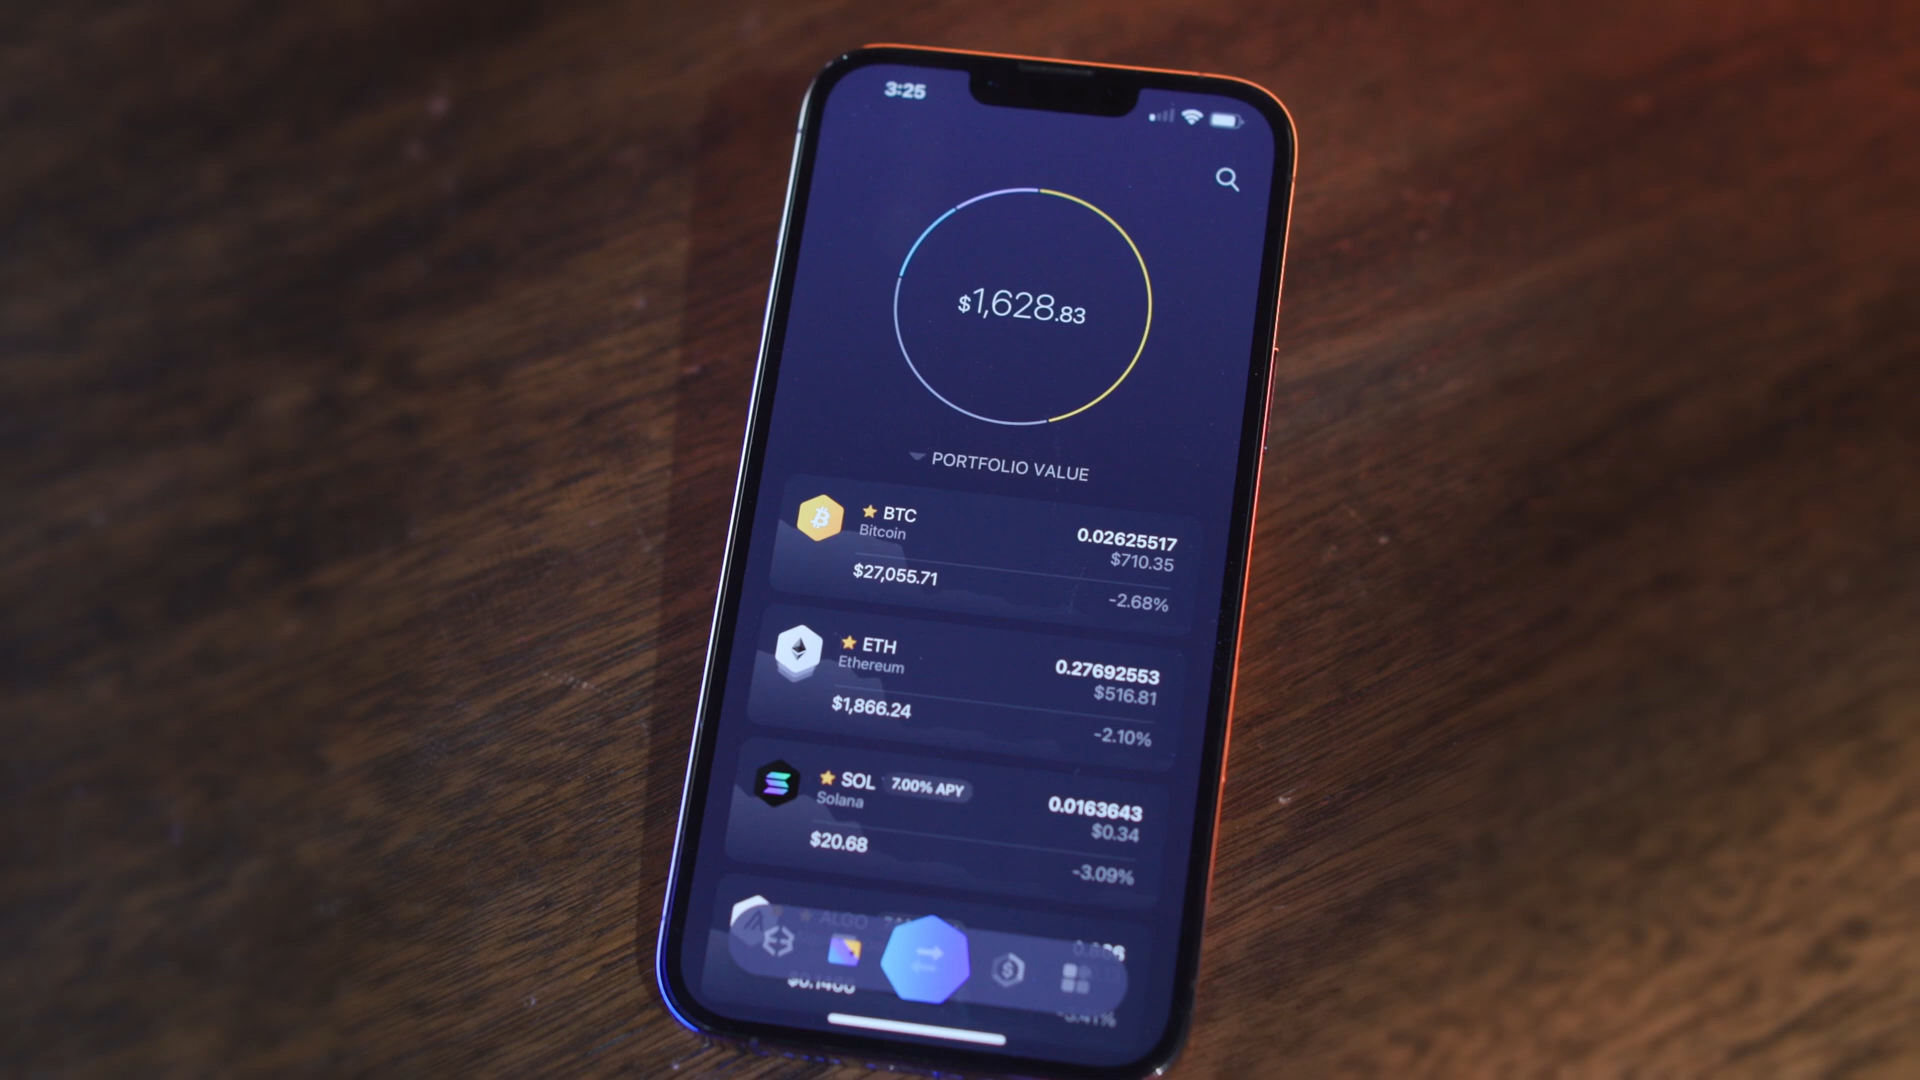 3:25
$1,628.83
PORTFOLIO VALUE
BTC
Bitcoin
0.02625517
$710.35
$27,055.71
-2.68%
ETH
Ethereum
0.27692553
$516.81
$1,866.24
-2.10%
SOL 7.00% APY
Solana
0.0163643
$0.34
$20.68
-3.09%
ALGO